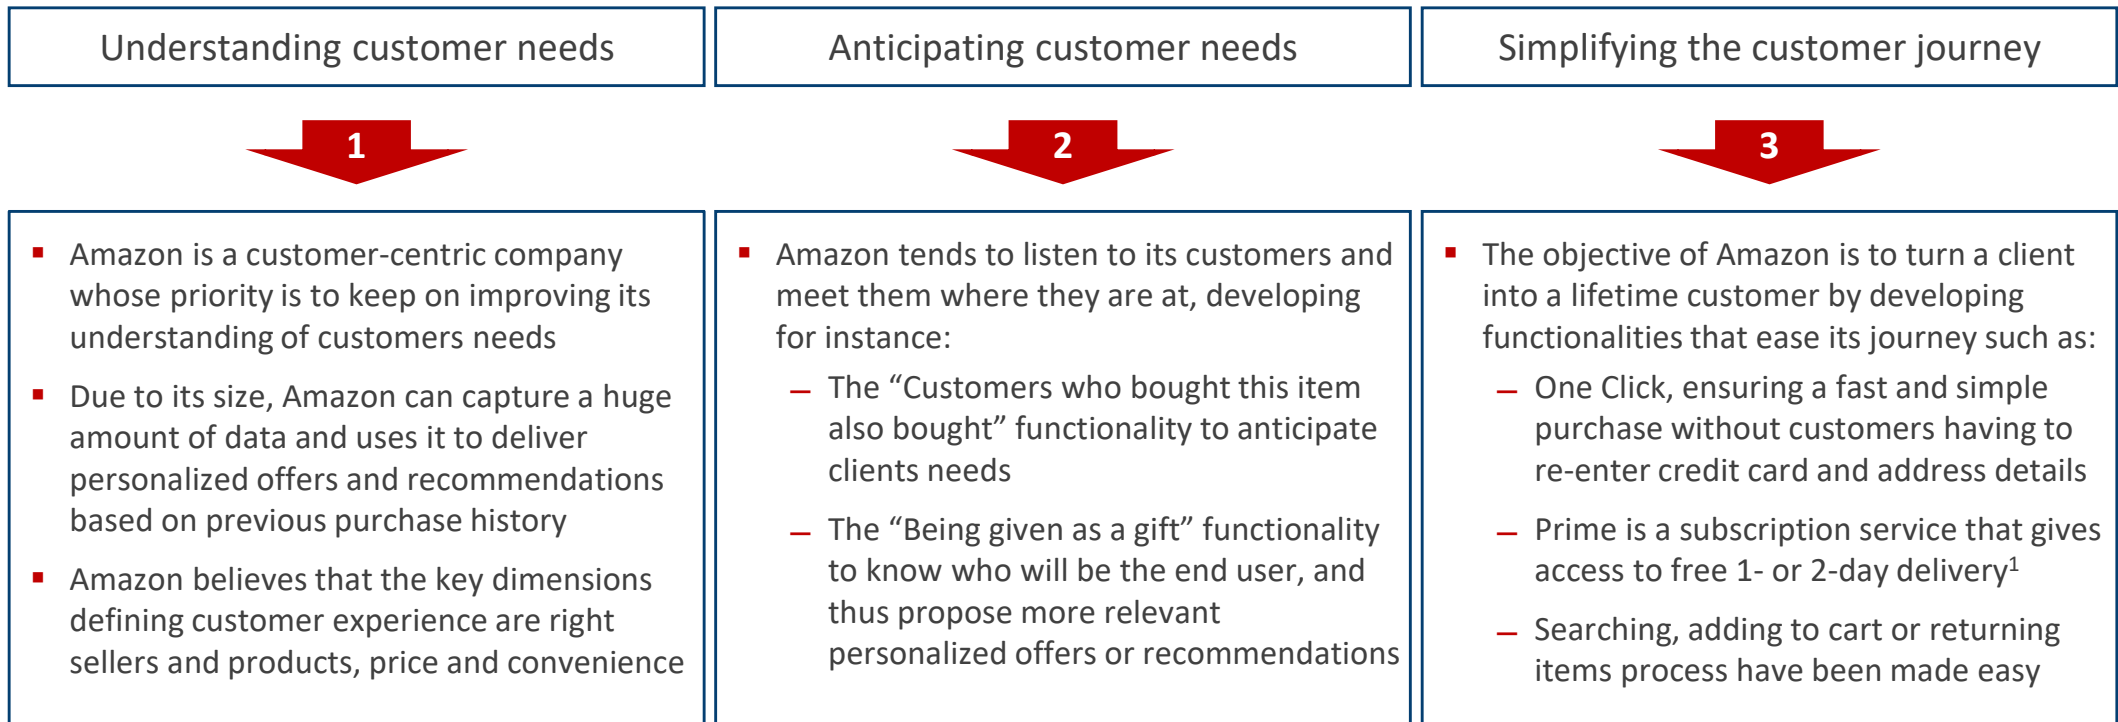 Understanding customer needs
Anticipating customer needs
Simplifying the customer journey
1
2
3
▪ Amazon is a customer-centric company
whose priority is to keep on improving its
understanding of customers needs
▪ Due to its size, Amazon can capture a huge
amount of data and uses it to deliver
personalized offers and recommendations
based on previous purchase history
▪ Amazon believes that the key dimensions
defining customer experience are right
sellers and products, price and convenience
▪ Amazon tends to listen to its customers and
meet them where they are at, developing
for instance:
– The “Customers who bought this item
also bought” functionality to anticipate
clients needs
– The “Being given as a gift” functionality
to know who will be the end user, and
thus propose more relevant
personalized offers or recommendations
▪ The objective of Amazon is to turn a client
into a lifetime customer by developing
functionalities that ease its journey such as:
– One Click, ensuring a fast and simple
purchase without customers having to
re-enter credit card and address details
– Prime is a subscription service that gives
access to free 1- or 2-day delivery¹
– Searching, adding to cart or returning
items process have been made easy